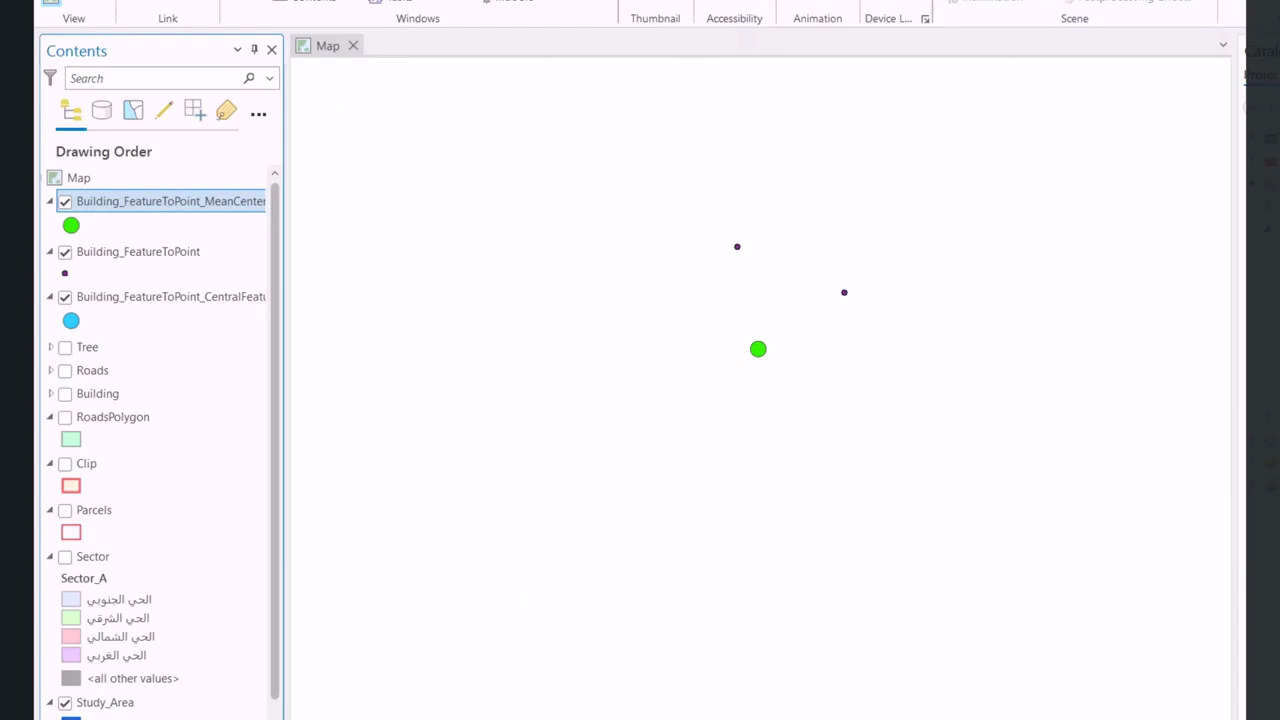 View
Link
Windows
Thumbnail
Accessibility
Animation
Device L...
Scene
Contents
Search
Map
Drawing Order
Map
Building_FeatureToPoint_MeanCenter
Building_FeatureToPoint
Building_FeatureToPoint_CentralFeatu
Tree
Roads
Building
RoadsPolygon
Clip
Parcels
Sector
Sector_A
الحي الجنوبي
الحي الشرقي
الحي الشمالي
الحي الغربي
<all other values>
Study_Area